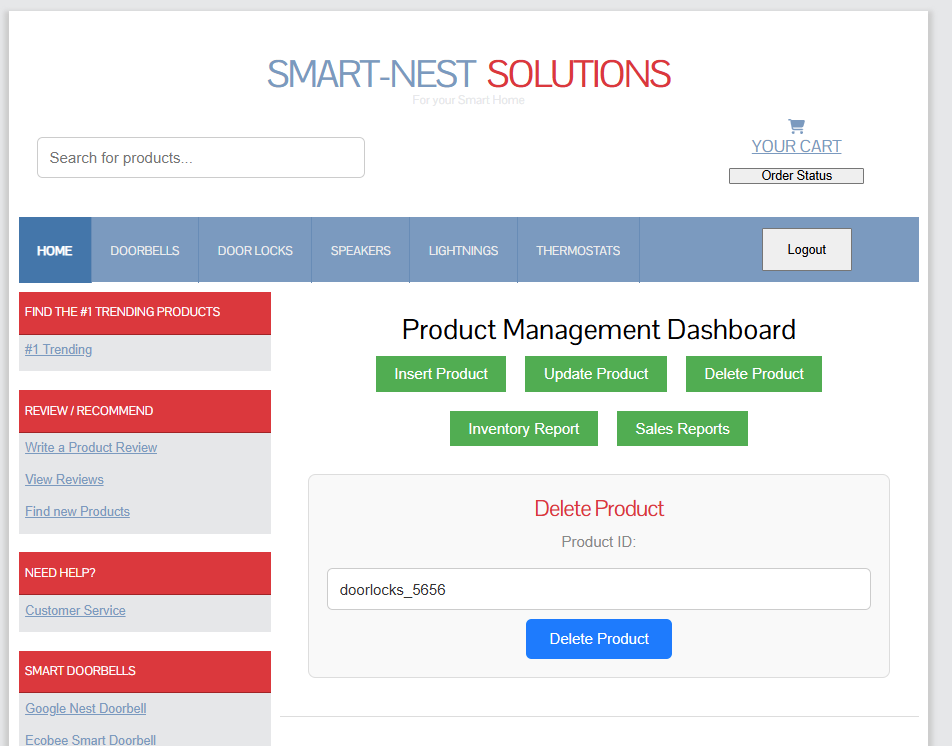 SMART-NEST SOLUTIONS
For your Smart Home
Search for products...
YOUR CART
Order Status
HOME DOORBELLS DOOR LOCKS SPEAKERS LIGHTNINGS THERMOSTATS Logout
FIND THE #1 TRENDING PRODUCTS
#1 Trending
REVIEW / RECOMMEND
Write a Product Review
View Reviews
Find new Products
NEED HELP?
Customer Service
SMART DOORBELLS
Google Nest Doorbell
Ecobee Smart Doorbell
Product Management Dashboard
Insert Product Update Product Delete Product
Inventory Report Sales Reports
Delete Product
Product ID:
doorlocks_5656
Delete Product